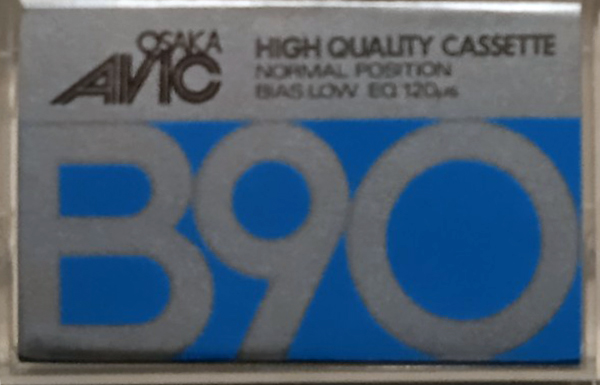 OSAKA
AVIC
HIGH QUALITY CASSETTE
NORMAL POSITION
BIAS LOW EQ 120µs
B90